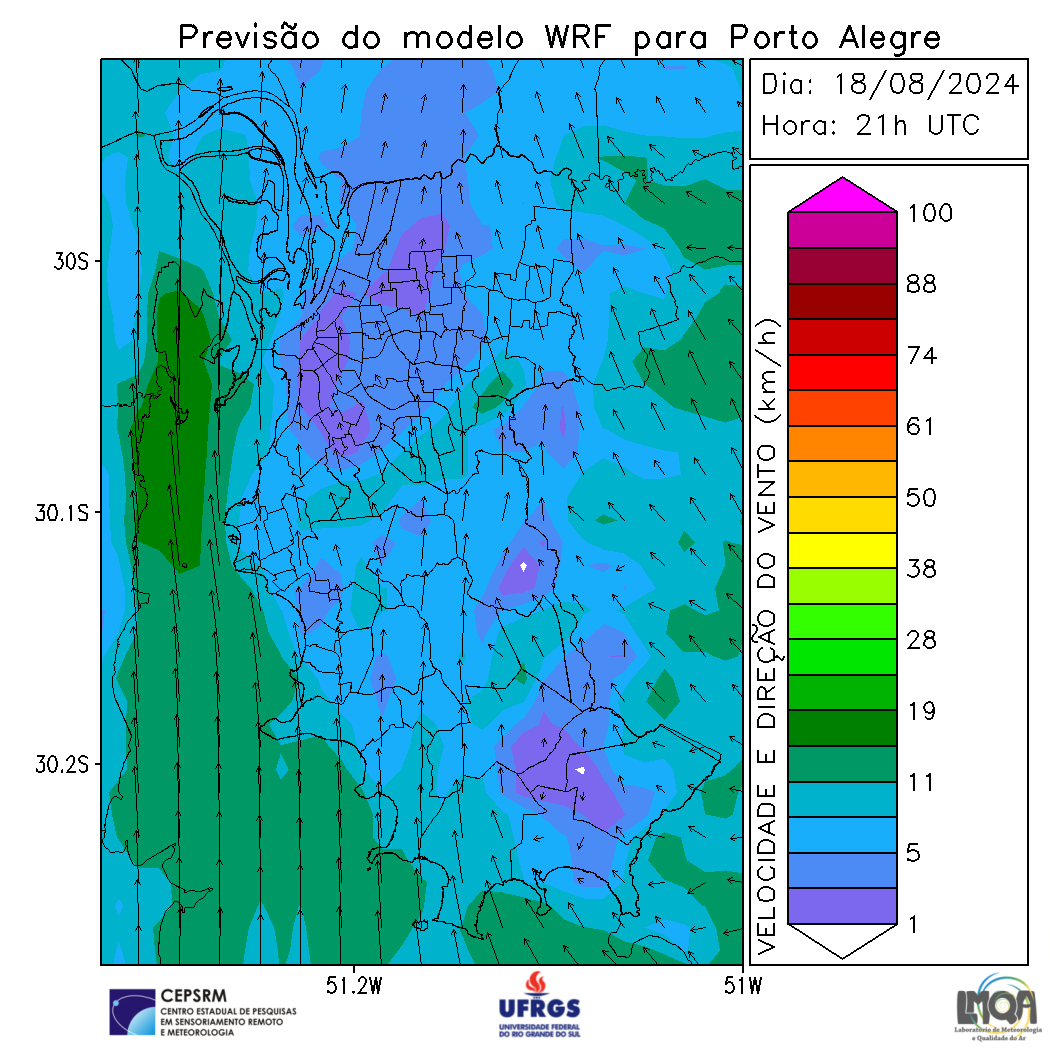 Previsão do modelo WRF para Porto Alegre
Dia: 18/08/2024
Hora: 21h UTC
30S
30.1S
30.2S
51.2W
51W
VELOCIDADE E DIREÇÃO DO VENTO (km/h)
100
88
74
61
50
38
28
19
11
5
1
CEPSRM
CENTRO ESTADUAL DE PESQUISAS
EM SENSORIAMENTO REMOTO
E METEOROLOGIA
UFRGS
UNIVERSIDADE FEDERAL
DO RIO GRANDE DO SUL
LMQA
Laboratório de Meteorologia
e Qualidade do Ar